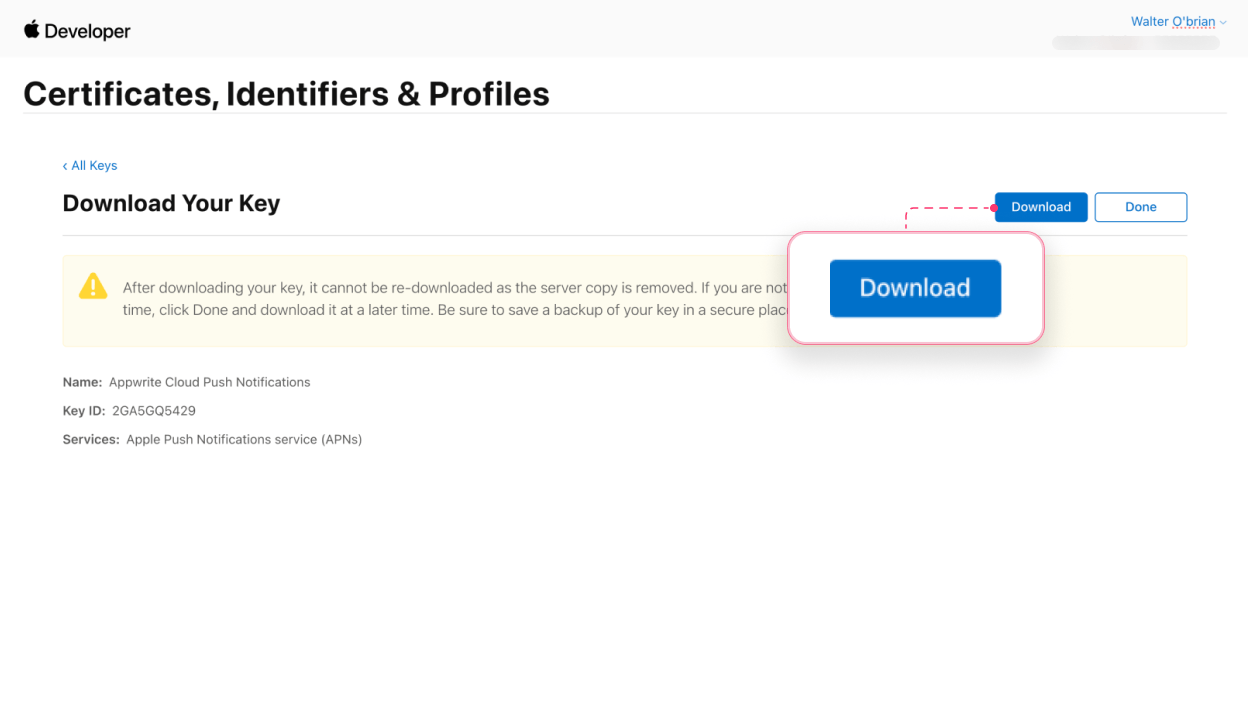 Developer
Walter O'brian
Certificates, Identifiers & Profiles
‹ All Keys
Download Your Key
Download
Done
After downloading your key, it cannot be re-downloaded as the server copy is removed. If you are not
time, click Done and download it at a later time. Be sure to save a backup of your key in a secure
Download
Name: Appwrite Cloud Push Notifications
Key ID: 2GA5GQ5429
Services: Apple Push Notifications service (APNs)